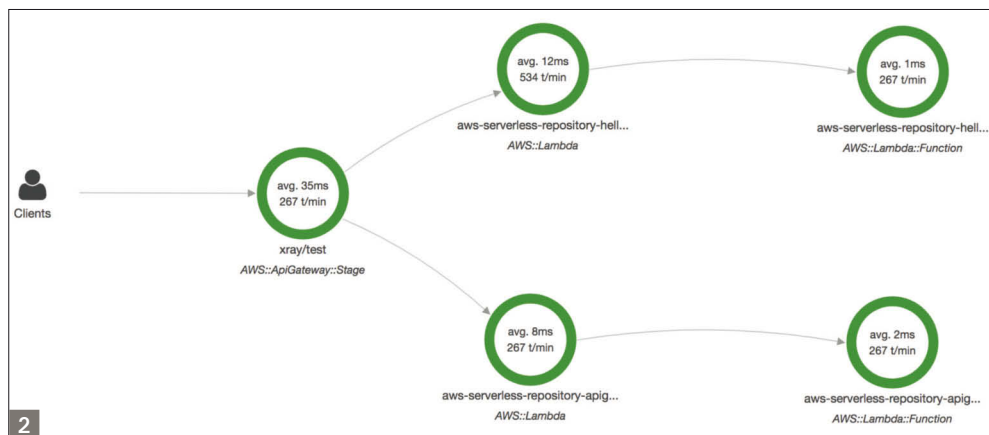 Clients
avg. 35ms
267 t/min
xray/test
AWS::ApiGateway::Stage
avg. 12ms
534 t/min
aws-serverless-repository-hell...
AWS::Lambda
avg. 1ms
267 t/min
aws-serverless-repository-hell...
AWS::Lambda::Function
avg. 8ms
267 t/min
aws-serverless-repository-apig...
AWS::Lambda
avg. 2ms
267 t/min
aws-serverless-repository-apig...
AWS::Lambda::Function
2